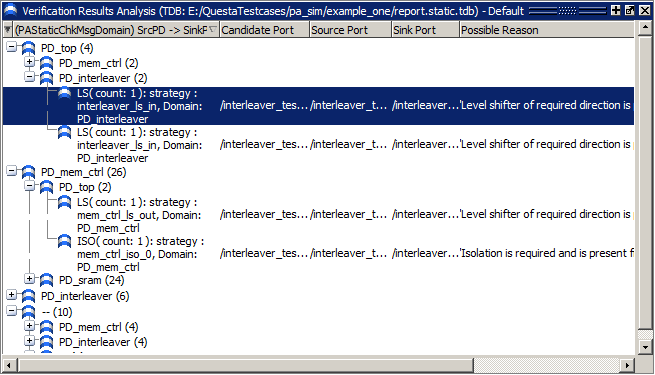 Verification Results Analysis (TDB: E:/QuestaTestcases/pa_sim/example_one/report.static.tdb) - Default
(PAStaticChkMsgDomain) SrcPD -> SinkP Candidate Port Source Port Sink Port Possible Reason
PD_top (4)
PD_mem_ctrl (2)
PD_interleaver (2)
LS( count: 1 ): strategy :
interleaver_ls_in, Domain: /interleaver_tes... /interleaver_t... /interleaver... 'Level shifter of required direction is
PD_interleaver
LS( count: 1 ): strategy :
interleaver_ls_in, Domain: /interleaver_tes... /interleaver_t... /interleaver... 'Level shifter of required direction is
PD_interleaver
PD_mem_ctrl (26)
PD_top (2)
LS( count: 1 ): strategy :
mem_ctrl_ls_out, Domain: /interleaver_tes... /interleaver_t... /interleaver... 'Level shifter of required direction is
PD_mem_ctrl
ISO( count: 1 ): strategy :
mem_ctrl_iso_0, Domain: /interleaver_tes... /interleaver_t... /interleaver... 'Isolation is required and is present f
PD_mem_ctrl
PD_sram (24)
PD_interleaver (6)
-- (10)
PD_mem_ctrl (4)
PD_interleaver (4)